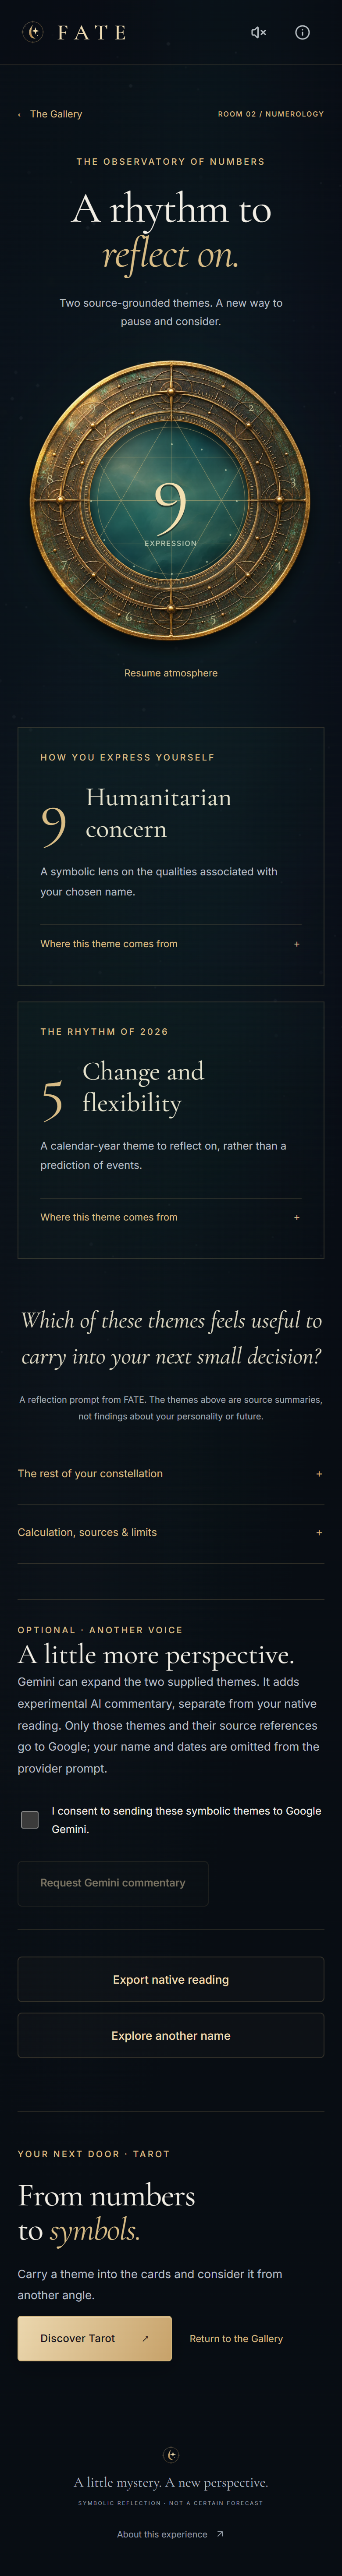 FATE
← The Gallery
ROOM 02 / NUMEROLOGY
THE OBSERVATORY OF NUMBERS
A rhythm to
reflect on.
Two source-grounded themes. A new way to
pause and consider.
2
3
4
5
6
7
8
9
EXPRESSION
Resume atmosphere
HOW YOU EXPRESS YOURSELF
9
Humanitarian
concern
A symbolic lens on the qualities associated with
your chosen name.
Where this theme comes from +
THE RHYTHM OF 2026
5
Change and
flexibility
A calendar-year theme to reflect on, rather than a
prediction of events.
Where this theme comes from +
Which of these themes feels useful to
carry into your next small decision?
A reflection prompt from FATE. The themes above are source summaries,
not findings about your personality or future.
The rest of your constellation +
Calculation, sources & limits +
OPTIONAL · ANOTHER VOICE
A little more perspective.
Gemini can expand the two supplied themes. It adds
experimental AI commentary, separate from your native
reading. Only those themes and their source references
go to Google; your name and dates are omitted from the
provider prompt.
I consent to sending these symbolic themes to Google
Gemini.
Request Gemini commentary
Export native reading
Explore another name
YOUR NEXT DOOR · TAROT
From numbers
to symbols.
Carry a theme into the cards and consider it from
another angle.
Discover Tarot ↗
Return to the Gallery
A little mystery. A new perspective.
SYMBOLIC REFLECTION · NOT A CERTAIN FORECAST
About this experience ↗